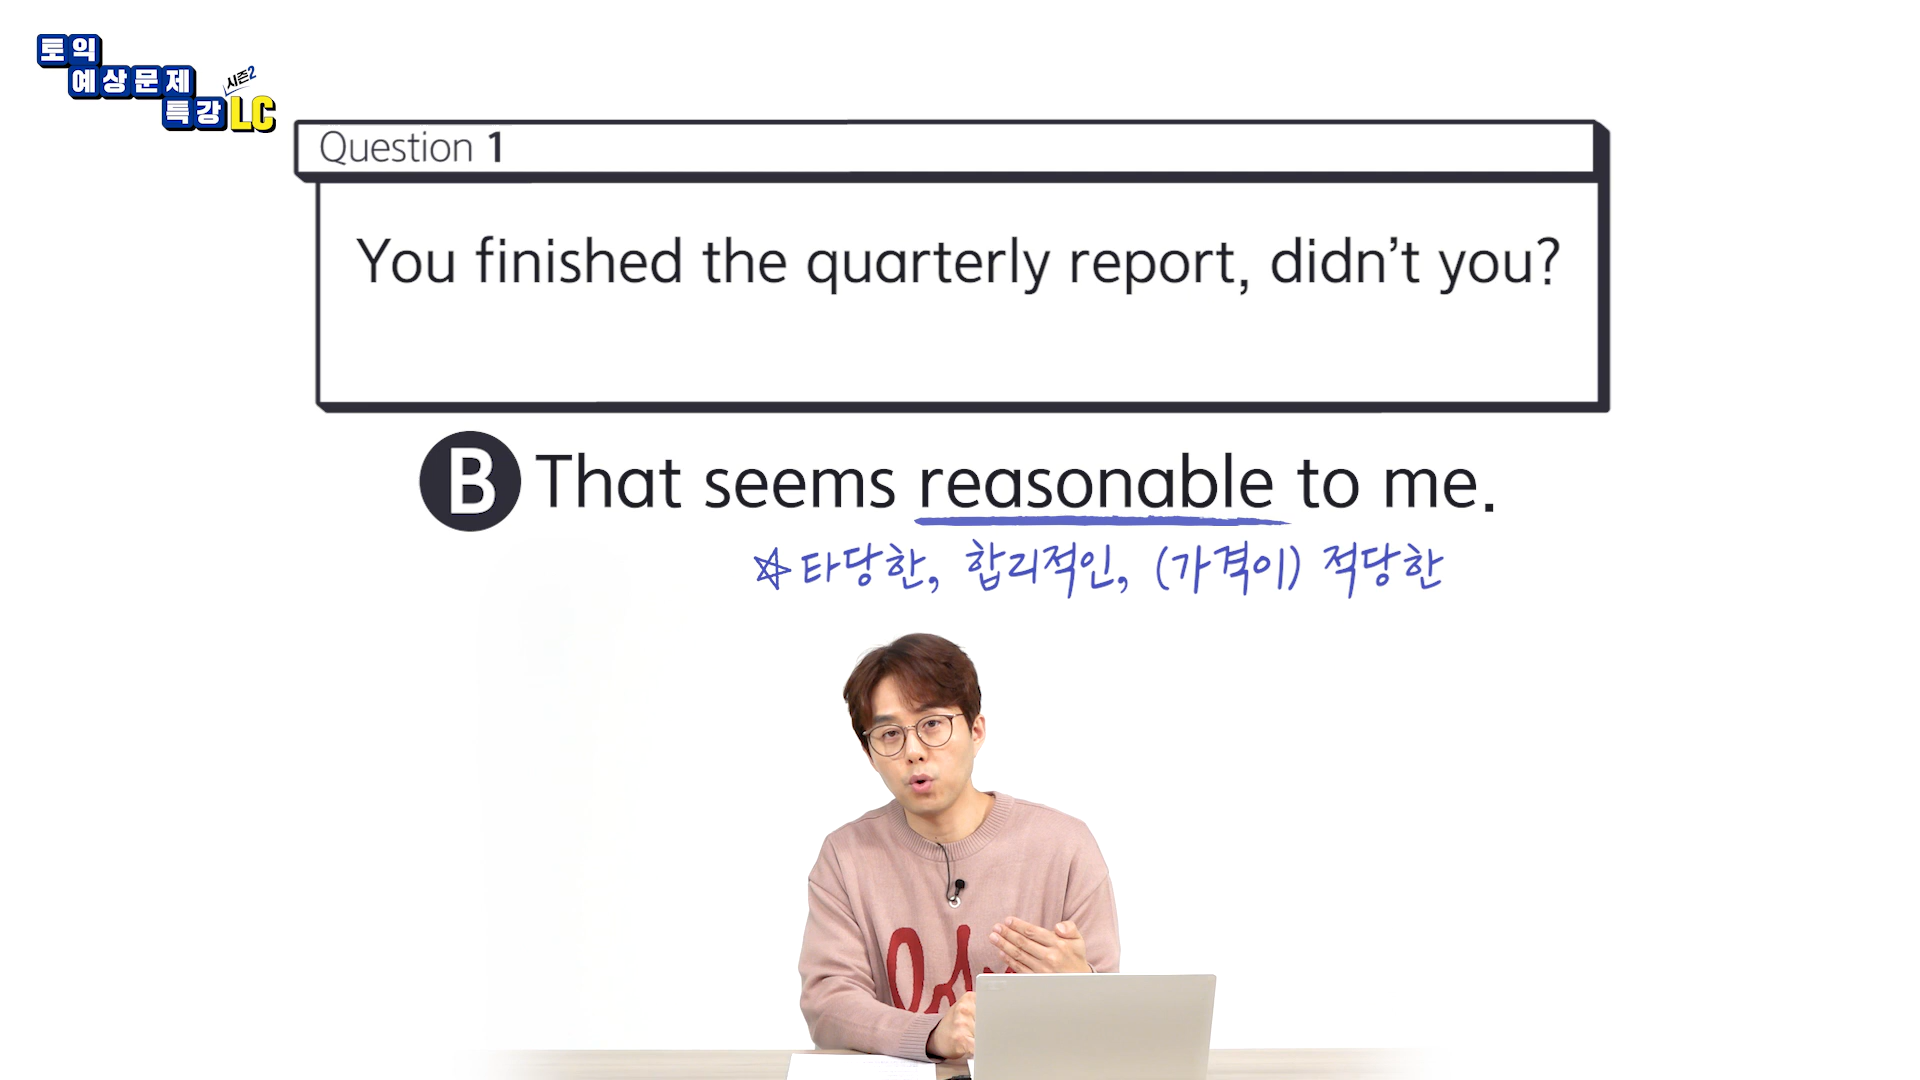 토익
예상문제
시즌2
특강 LC
Question 1
You finished the quarterly report, didn’t you?
B That seems reasonable to me.
☆타당한, 합리적인, (가격이) 적당한